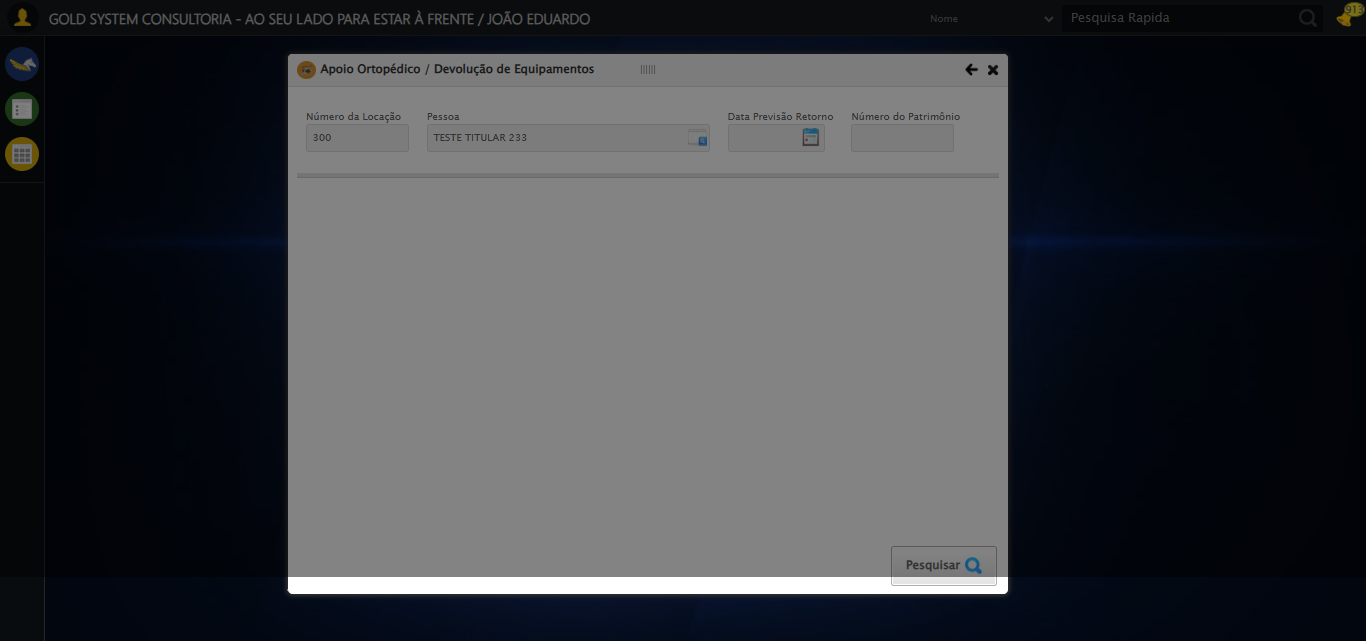 GOLD SYSTEM CONSULTORIA - AO SEU LADO PARA ESTAR À FRENTE / JOÃO EDUARDO
Nome
Pesquisa Rapida
913
Apoio Ortopédico / Devolução de Equipamentos
Número da Locação
Pessoa
Data Previsão Retorno
Número do Patrimônio
300
TESTE TITULAR 233
Pesquisar